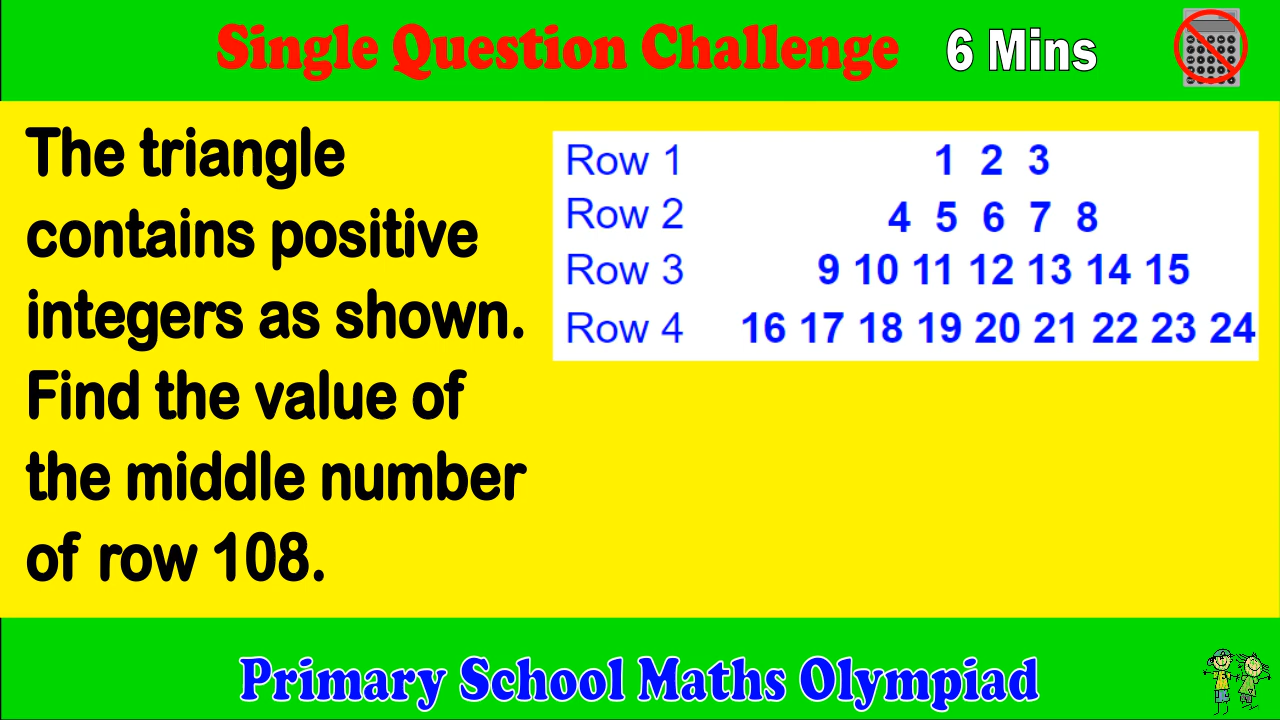 Single Question Challenge 6 Mins
The triangle
contains positive
integers as shown.
Find the value of
the middle number
of row 108.
Row 1 1 2 3
Row 2 4 5 6 7 8
Row 3 9 10 11 12 13 14 15
Row 4 16 17 18 19 20 21 22 23 24
Primary School Maths Olympiad